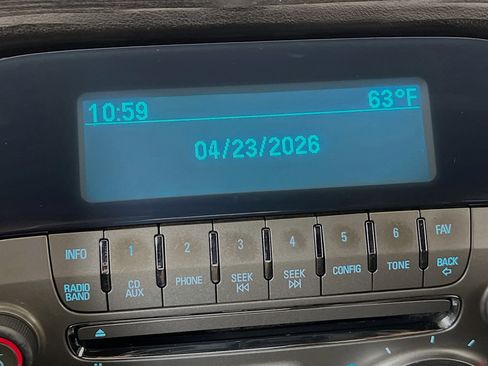 10:59 63°F
04/23/2026
INFO 1 2 3 4 5 6 FAV
RADIO BAND CD AUX PHONE SEEK SEEK CONFIG TONE BACK